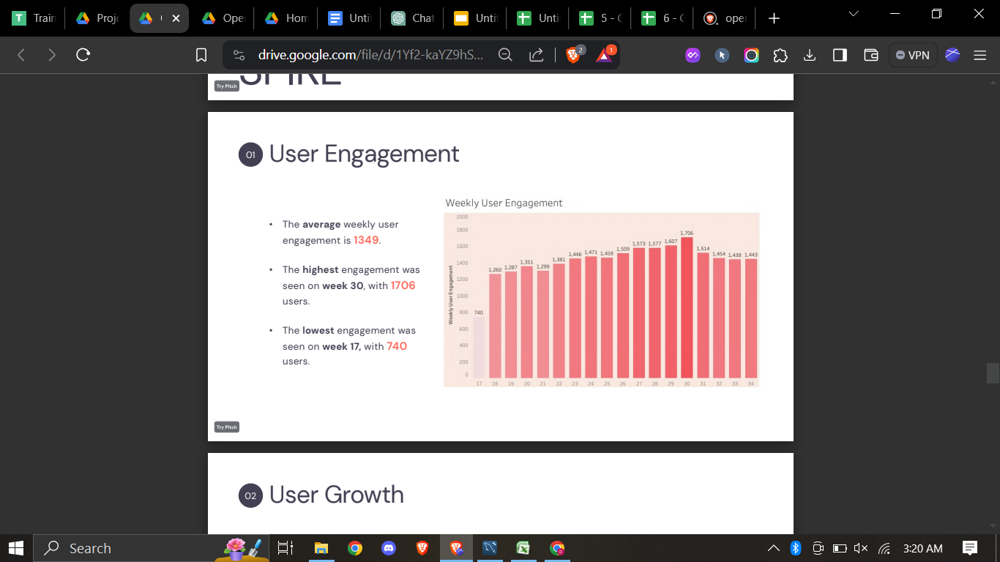 Train
Proje
Oper
Hom
Unti
Chat
Unti
Unti
5 - C
6 - C
oper
drive.google.com/file/d/1Yf2-kaYZ9hS...
2
1
VPN
Try Pitch
01 User Engagement
Weekly User Engagement
• The average weekly user
engagement is 1349.
• The highest engagement was
seen on week 30, with 1706
users.
• The lowest engagement was
seen on week 17, with 740
users.
Weekly User Engagement
2000
1800
1600
1400
1200
1000
800
600
400
200
0
740 1,260 1,287 1,351 1,299 1,381 1,446 1,471 1,459 1,509 1,573 1,577 1,607 1,706 1,514 1,454 1,438 1,443
17 18 19 20 21 22 23 24 25 26 27 28 29 30 31 32 33 34
Try Pitch
02 User Growth
Search
3:20 AM